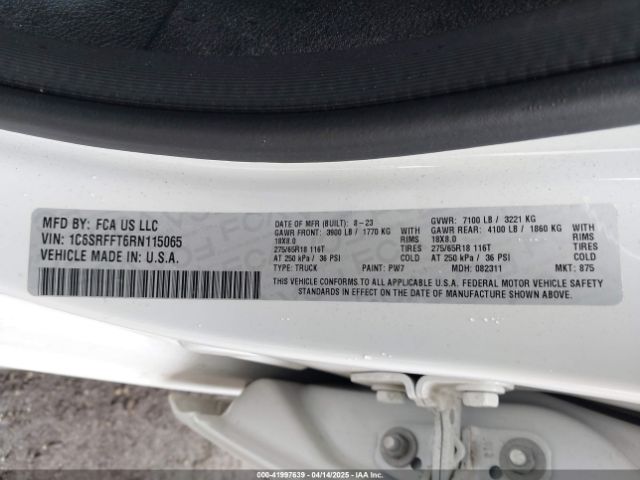 MFD BY: FCA US LLC
VIN: 1C6SRFFT6RN115065
VEHICLE MADE IN: U.S.A.
DATE OF MFR (BUILT): 8-23 GVWR: 7100 LB / 3221 KG
GAWR FRONT: 3900 LB / 1770 KG WITH GAWR REAR: 4100 LB / 1860 KG WITH
18X8.0 RIMS 18X8.0 RIMS
275/65R18 116T TIRES 275/65R18 116T TIRES
AT 250 kPa / 36 PSI COLD AT 250 kPa / 36 PSI COLD
TYPE: TRUCK PAINT: PW7 MDH: 082311 MKT: 875
THIS VEHICLE CONFORMS TO ALL APPLICABLE U.S.A. FEDERAL MOTOR VEHICLE SAFETY
STANDARDS IN EFFECT ON THE DATE OF MANUFACTURE SHOWN ABOVE.
000-41997639 04/14/2025 IAAI.COM